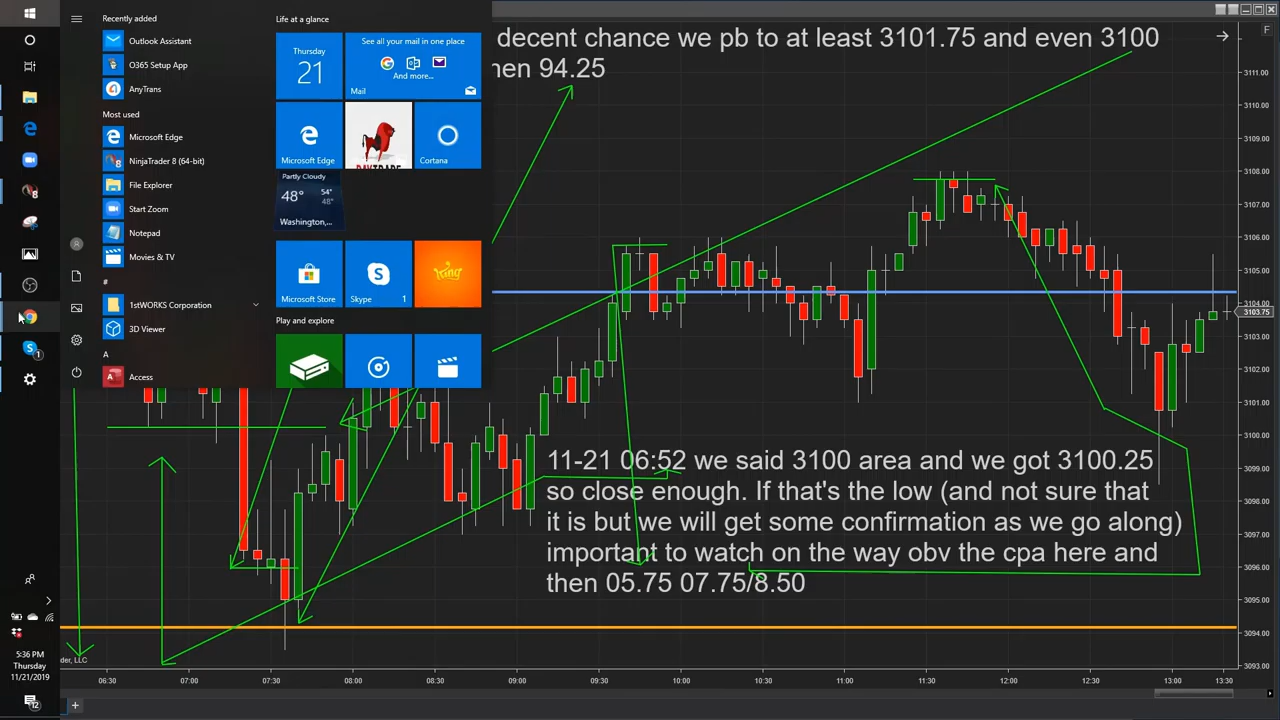 Recently added
Outlook Assistant
O365 Setup App
AnyTrans
Most used
Microsoft Edge
NinjaTrader 8 (64-bit)
File Explorer
Start Zoom
Notepad
Movies & TV
#
1stWORKS Corporation
3D Viewer
A
Access
Life at a glance
Thursday
21
See all your mail in one place
And more...
Mail
Microsoft Edge
Cortana
Partly Cloudy
48° 54°
48°
Washington,...
Microsoft Store
Skype 1
King
Play and explore
decent chance we pb to at least 3101.75 and even 3100
hen 94.25
F
11-21 06:52 we said 3100 area and we got 3100.25
so close enough. If that's the low (and not sure that
it is but we will get some confirmation as we go along)
important to watch on the way obv the cpa here and
then 05.75 07.75/8.50
3111.00
3110.00
3109.00
3108.00
3107.00
3106.00
3105.00
3104.00
3103.75
3102.00
3101.00
3100.00
3099.00
3098.00
3097.00
3096.00
3095.00
3094.00
3093.00
der, LLC
06:30 07:00 07:30 08:00 08:30 09:30 10:00 10:30 11:00 11:30 12:00 12:30 13:00 13:30
5:36 PM
Thursday
11/21/2019
12